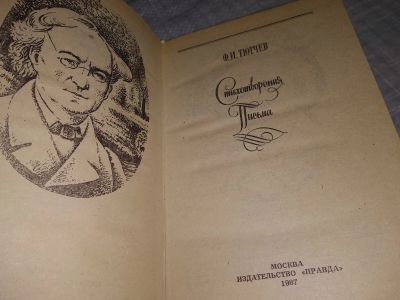 Ф. И. ТЮТЧЕВ
Стихотворения
Письма
МОСКВА
ИЗДАТЕЛЬСТВО «ПРАВДА»
1987